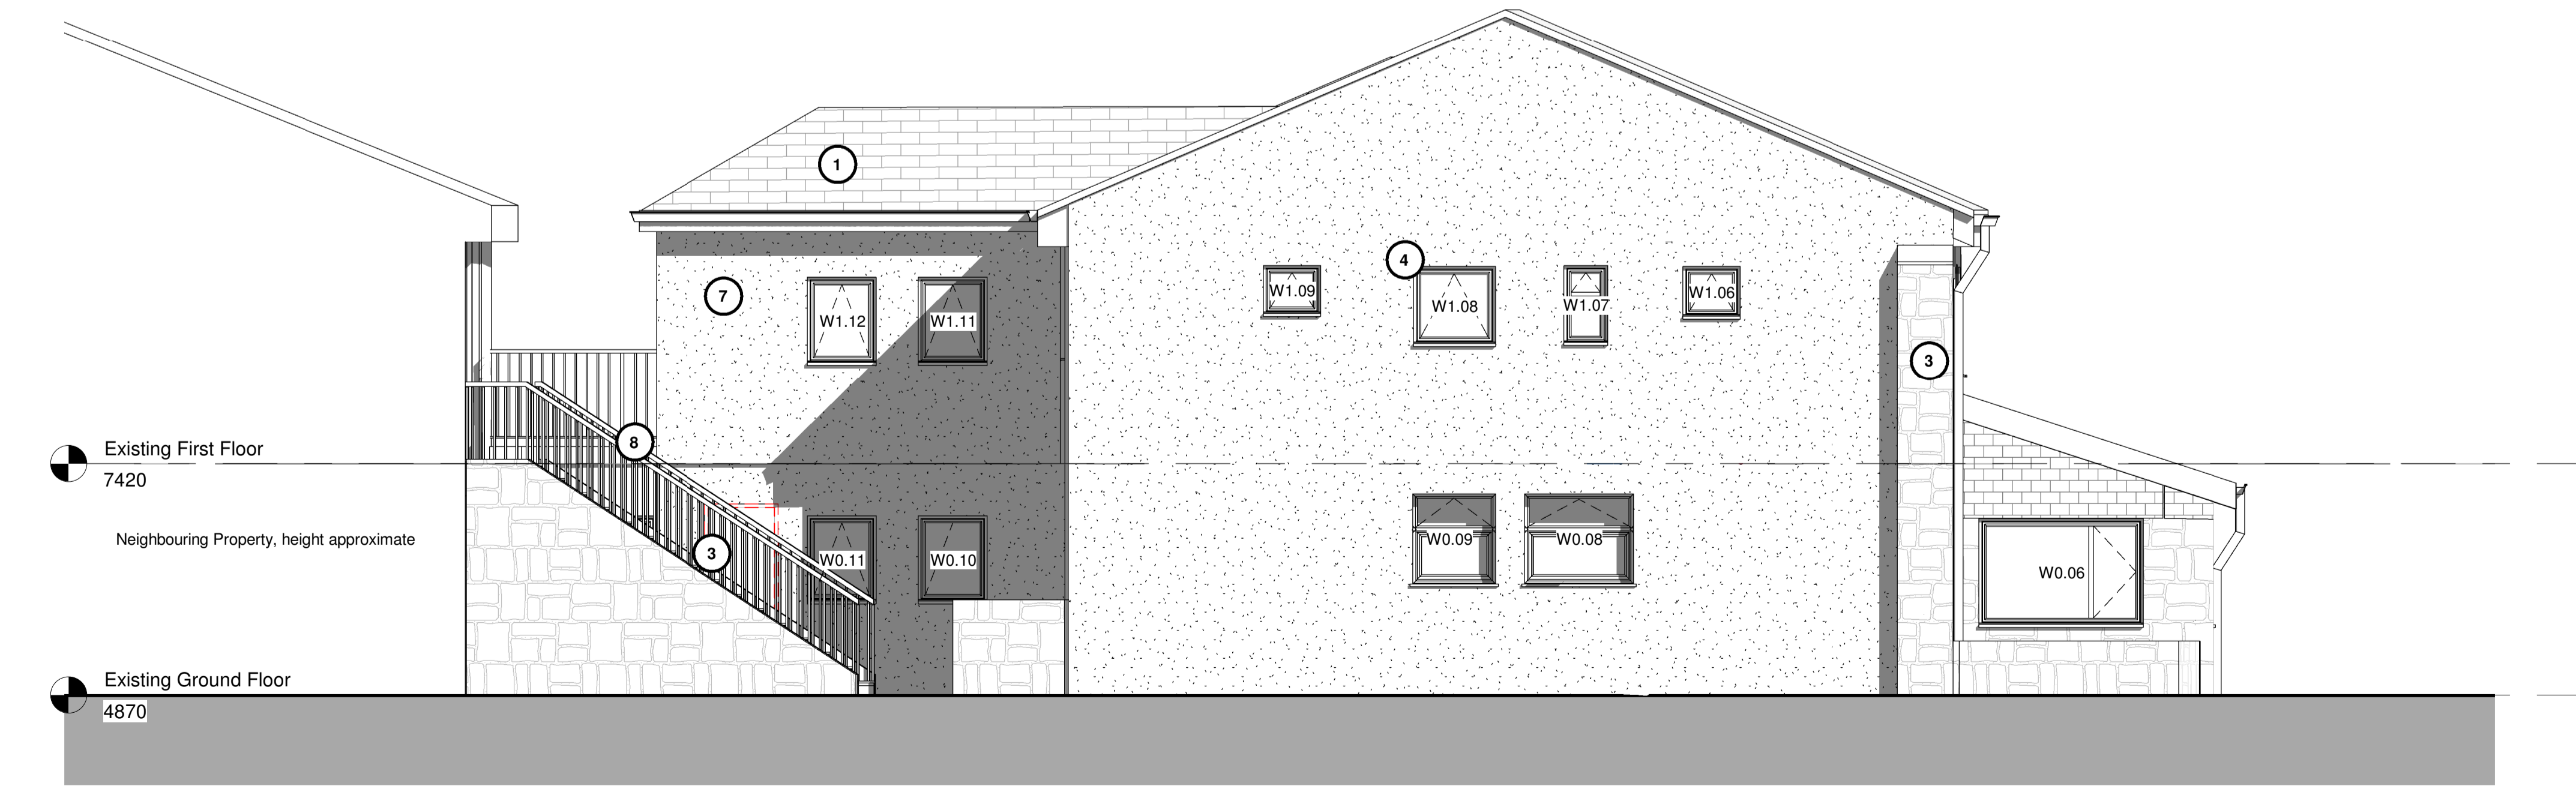 1
4
7
W1.12
W1.11
W1.09
W1.08
W1.07
W1.06
3
8
Existing First Floor
7420
Neighbouring Property, height approximate
3
W0.11
W0.10
W0.09
W0.08
W0.06
Existing Ground Floor
4870